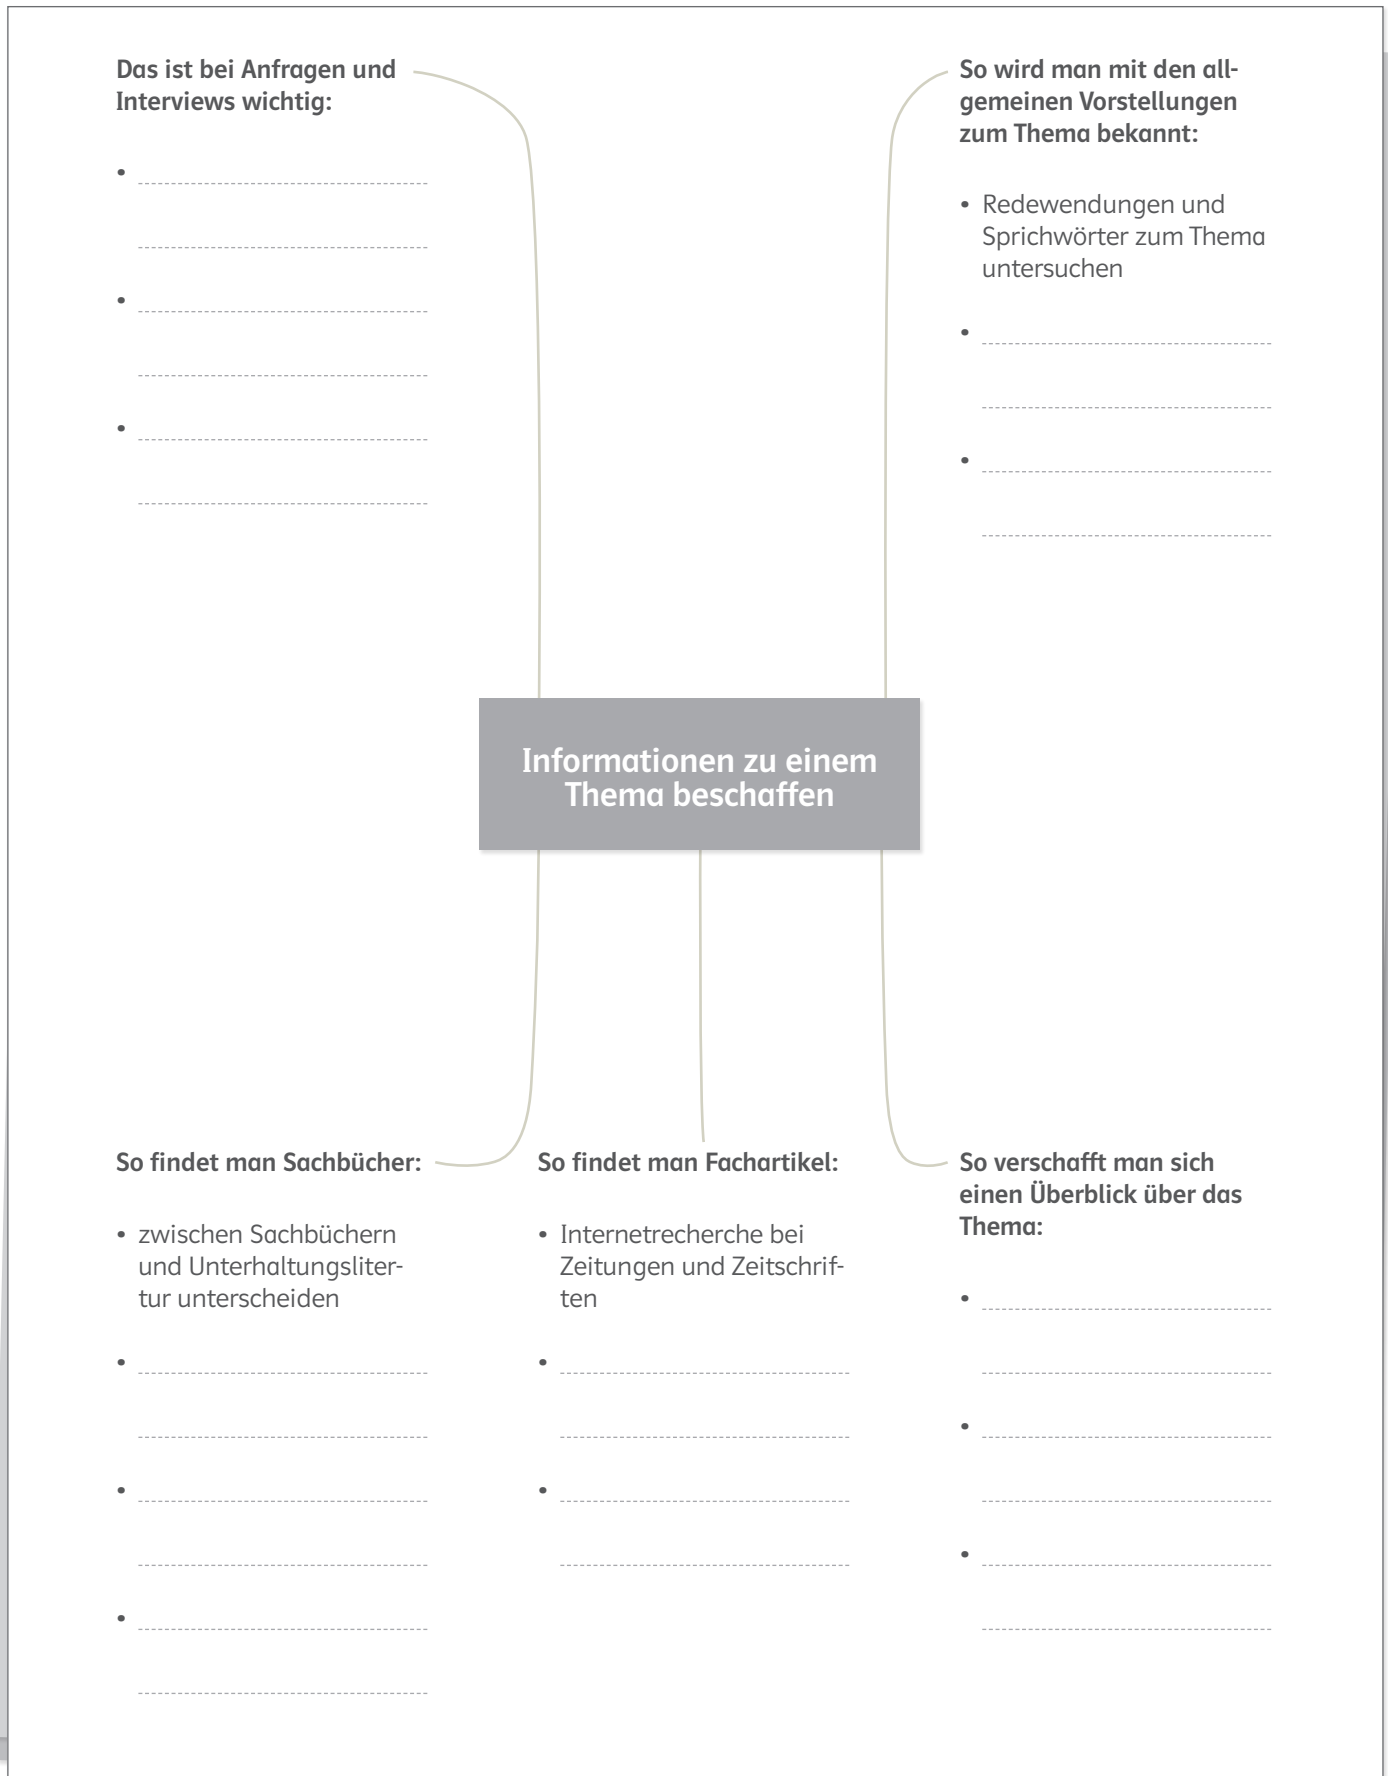 Das ist bei Anfragen und
Interviews wichtig:
•
•
•
So wird man mit den all-
gemeinen Vorstellungen
zum Thema bekannt:
• Redewendungen und
Sprichwörter zum Thema
untersuchen
•
•
Informationen zu einem
Thema beschaffen
So findet man Sachbücher:
• zwischen Sachbüchern
und Unterhaltungsliter-
tur unterscheiden
•
•
•
So findet man Fachartikel:
• Internetrecherche bei
Zeitungen und Zeitschrif-
ten
•
•
So verschafft man sich
einen Überblick über das
Thema:
•
•
•